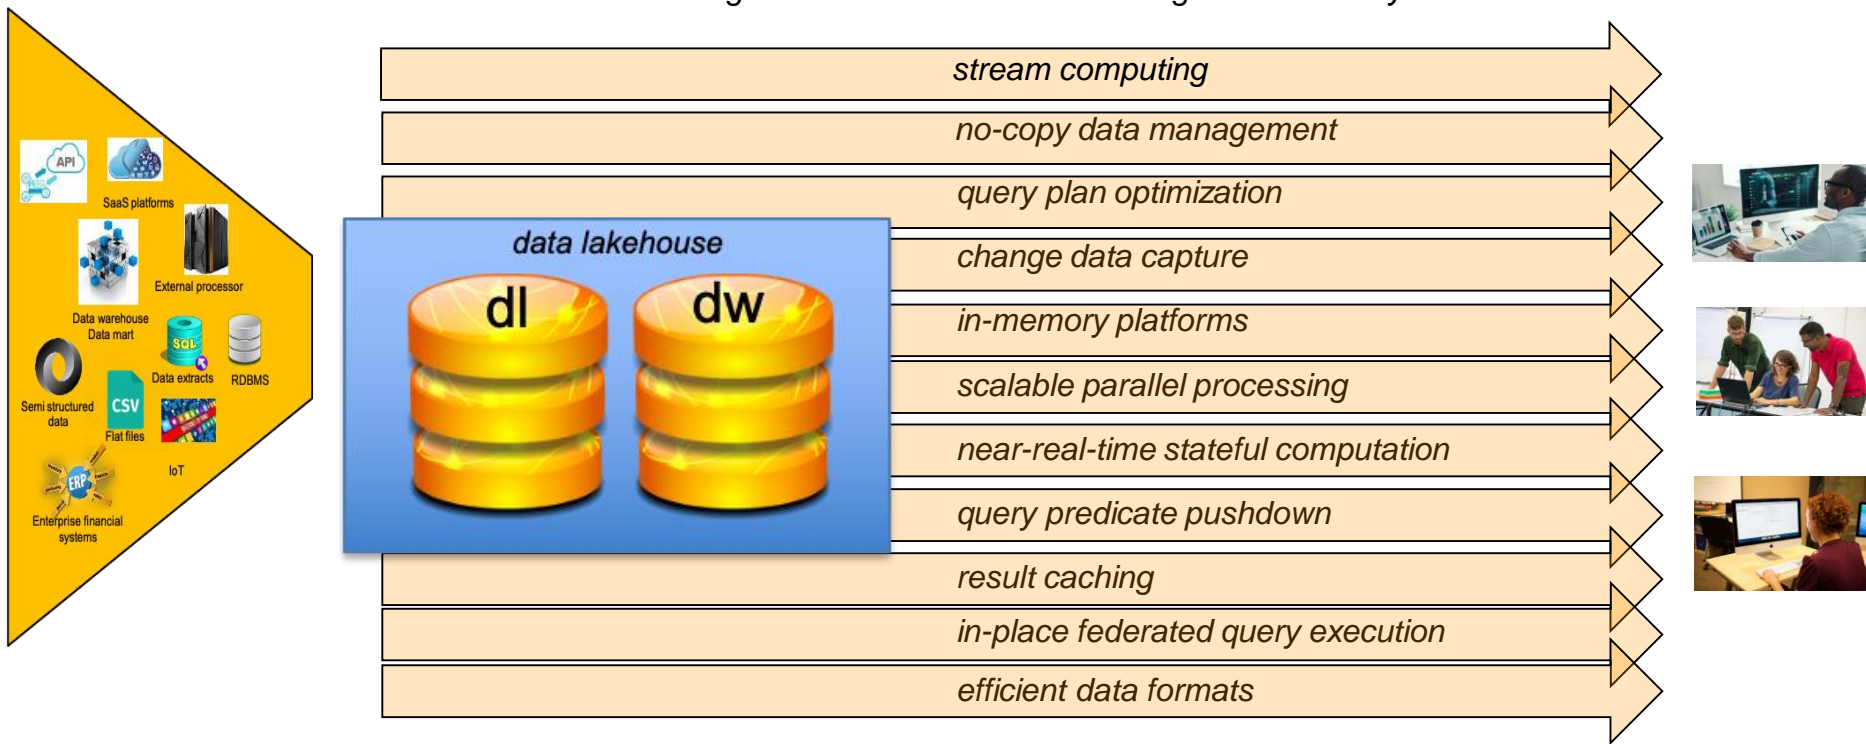 stream computing
no-copy data management
query plan optimization
change data capture
in-memory platforms
scalable parallel processing
near-real-time stateful computation
query predicate pushdown
result caching
in-place federated query execution
efficient data formats
data lakehouse
dl
dw
API
SaaS platforms
External processor
Data warehouse
Data mart
SQL
Data extracts
RDBMS
Semi structured
data
CSV
Flat files
IoT
ERP
Enterprise financial
systems